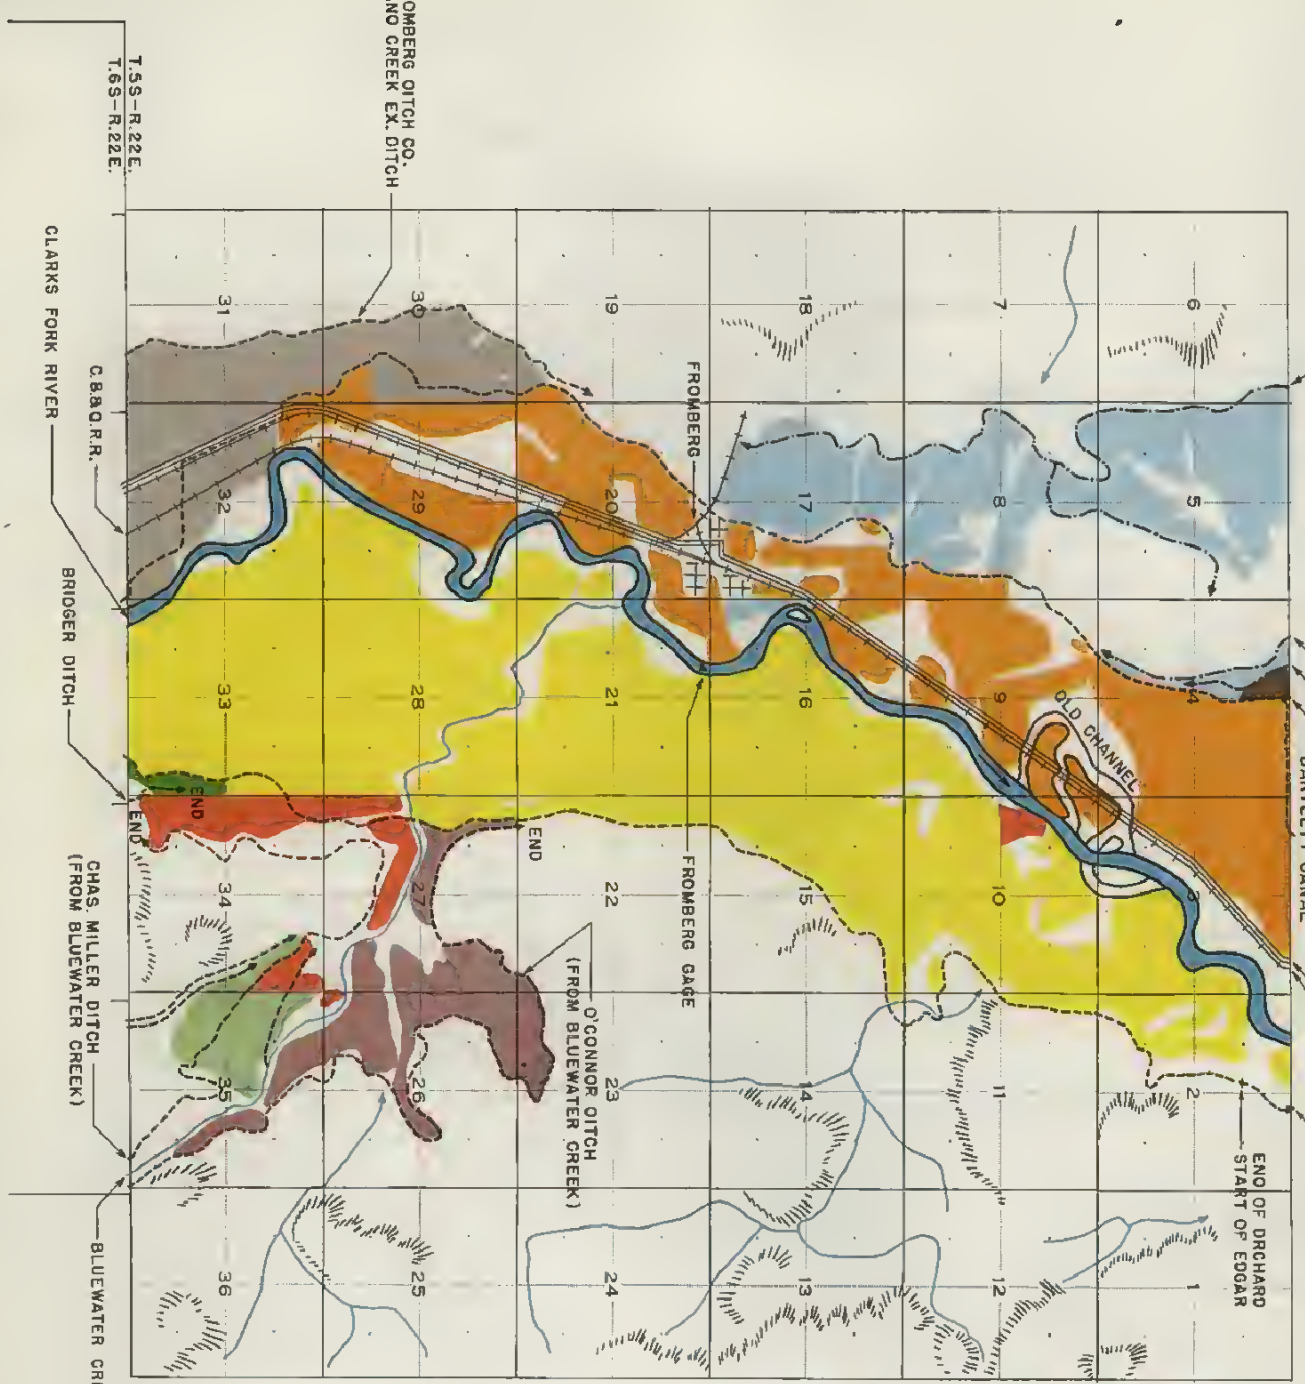 OMBERG DITCH CO.
NO CREEK EX. DITCH
T.5S-R.22E.
T.6S-R.22E.
CLARKS FORK RIVER
C.B.&Q.R.R.
BRIDGER DITCH
CHAS. MILLER DITCH
(FROM BLUEWATER CREEK)
BLUEWATER CRE
FROMBERG
FROMBERG GAGE
O'CONNOR DITCH
(FROM BLUEWATER CREEK)
OLD CHANNEL
CANAL
END OF ORCHARD
START OF EDGAR
END
END
END
6
5
4
2
1
7
8
9
10
11
12
18
17
16
15
14
13
19
20
21
22
23
24
30
29
28
27
26
25
31
32
33
34
35
36